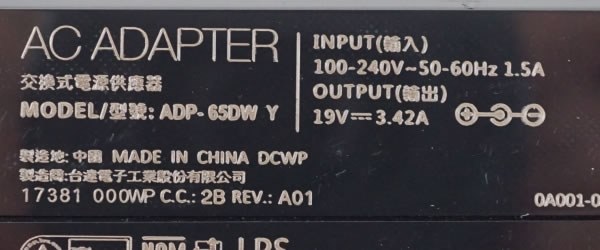 AC ADAPTER
交換式電源供應器
MODEL/型號: ADP-65DW Y
INPUT(輸入)
100-240V~50-60Hz 1.5A
OUTPUT(輸出)
19V⎓3.42A
製造地: 中國 MADE IN CHINA DCWP
製造商: 台達電子工業股份有限公司
17381 000WP C.C.: 2B REV.: A01
0A001-0
NOM LPS